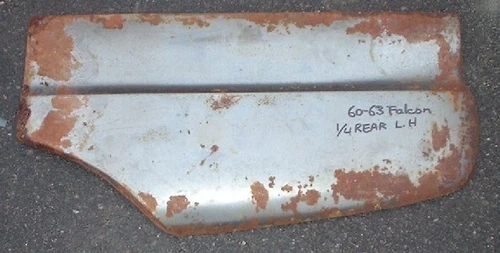 60-63 Falcon
1/4 REAR L.H